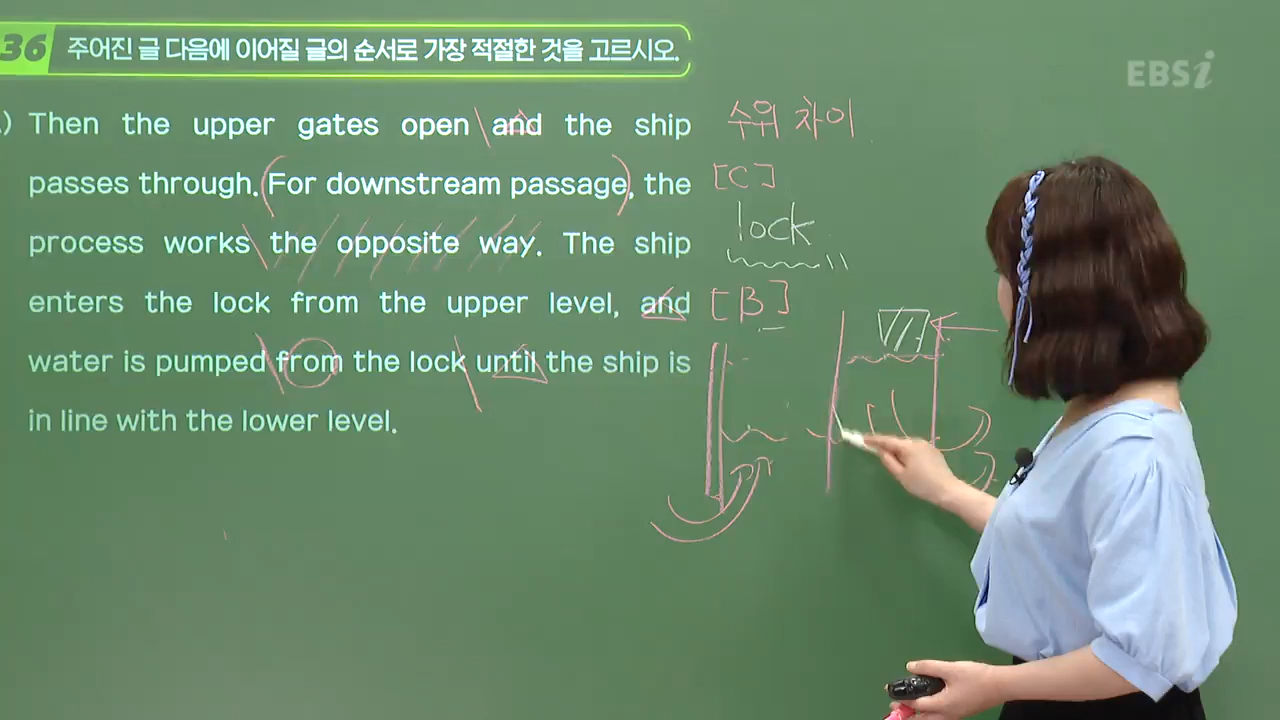 36 주어진 글 다음에 이어질 글의 순서로 가장 적절한 것을 고르시오.
EBSi
) Then the upper gates open and the ship
passes through. (For downstream passage), the
process works the opposite way. The ship
enters the lock from the upper level, and
water is pumped from the lock until the ship is
in line with the lower level.
수위 차이
[C]
lock
[B]